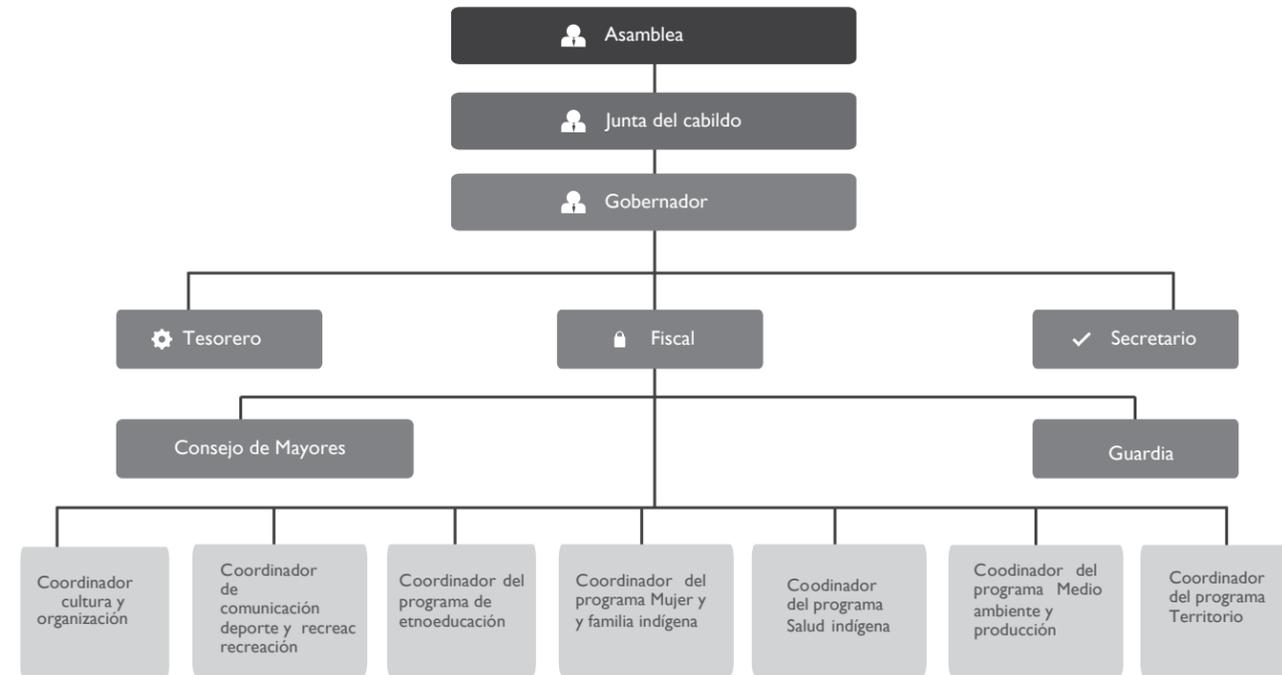 Asamblea
Junta del cabildo
Gobernador
Tesorero
Fiscal
Secretario
Consejo de Mayores
Guardia
Coordinador
cultura y
organización
Coordinador
de
comunicación
deporte y recreac
recreación
Coordinador del
programa de
etnoeducación
Coordinador del
programa Mujer y
y familia indígena
Coodinador
del programa
Salud indígena
Coodinador del
programa Medio
ambiente y
producción
Coordinador
del programa
Territorio